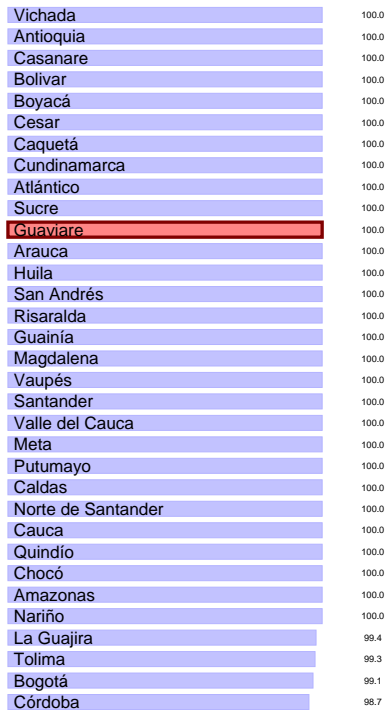 Vichada 100.0
Antioquia 100.0
Casanare 100.0
Bolivar 100.0
Boyacá 100.0
Cesar 100.0
Caquetá 100.0
Cundinamarca 100.0
Atlántico 100.0
Sucre 100.0
Guaviare 100.0
Arauca 100.0
Huila 100.0
San Andrés 100.0
Risaralda 100.0
Guainía 100.0
Magdalena 100.0
Vaupés 100.0
Santander 100.0
Valle del Cauca 100.0
Meta 100.0
Putumayo 100.0
Caldas 100.0
Norte de Santander 100.0
Cauca 100.0
Quindío 100.0
Chocó 100.0
Amazonas 100.0
Nariño 100.0
La Guajira 99.4
Tolima 99.3
Bogotá 99.1
Córdoba 98.7